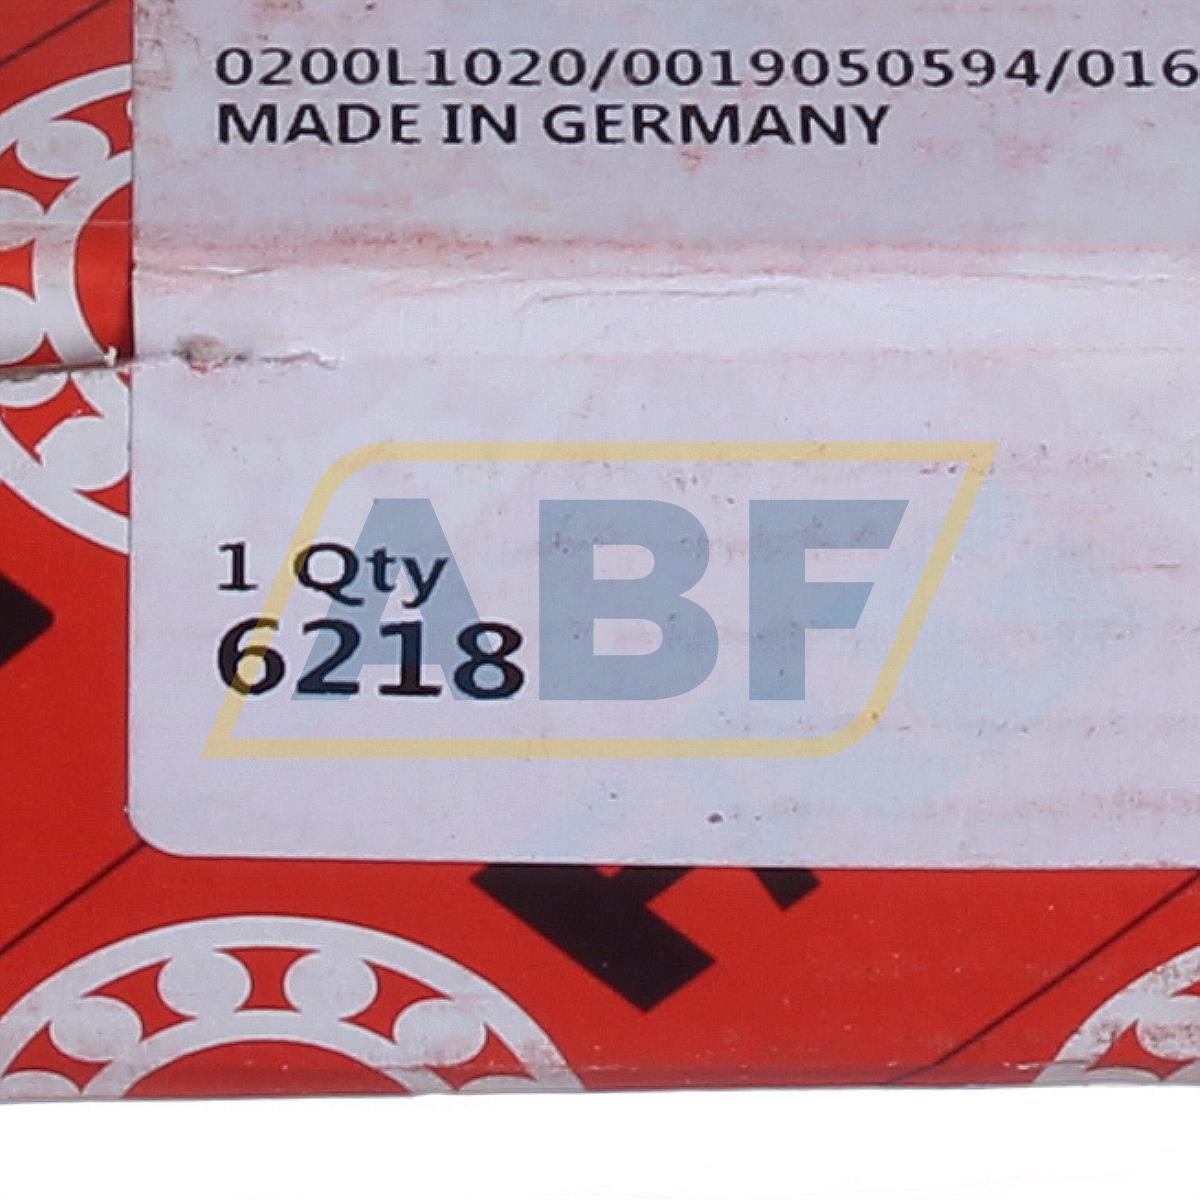 0200L1020/0019050594/016
MADE IN GERMANY
1 Qty
6218
ABF